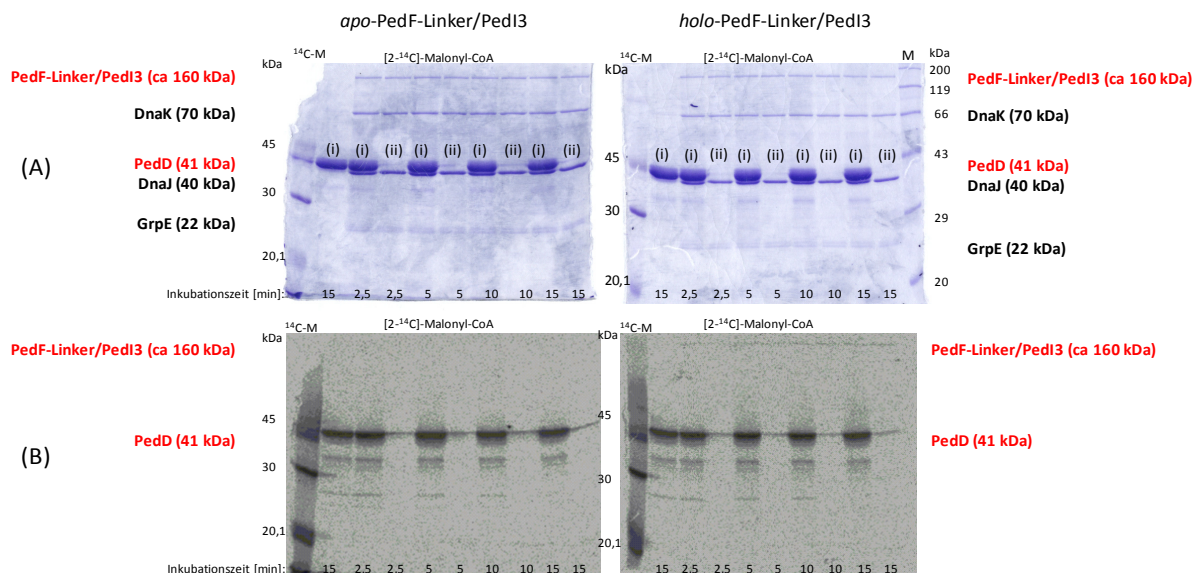 apo-PedF-Linker/PedI3
holo-PedF-Linker/PedI3
¹⁴C-M
[2-¹⁴C]-Malonyl-CoA
kDa
PedF-Linker/PedI3 (ca 160 kDa)
DnaK (70 kDa)
(A)
45
(i) (i) (ii) (i) (ii) (i) (ii) (i) (ii)
PedD (41 kDa)
DnaJ (40 kDa)
30
GrpE (22 kDa)
20,1
Inkubationszeit [min]: 15 2,5 2,5 5 5 10 10 15 15
¹⁴C-M
[2-¹⁴C]-Malonyl-CoA
M
kDa
kDa
200
PedF-Linker/PedI3 (ca 160 kDa)
119
66
DnaK (70 kDa)
45
(i) (i) (ii) (i) (ii) (i) (ii) (i) (ii)
43
PedD (41 kDa)
DnaJ (40 kDa)
30
29
GrpE (22 kDa)
20,1
20
15 2,5 2,5 5 5 10 10 15 15
kDa
¹⁴C-M
[2-¹⁴C]-Malonyl-CoA
PedF-Linker/PedI3 (ca 160 kDa)
45
PedD (41 kDa)
(B)
30
20,1
Inkubationszeit [min]: 15 2,5 2,5 5 5 10 10 15 15
kDa
¹⁴C-M
[2-¹⁴C]-Malonyl-CoA
PedF-Linker/PedI3 (ca 160 kDa)
45
PedD (41 kDa)
30
20,1
15 2,5 2,5 5 5 10 10 15 15